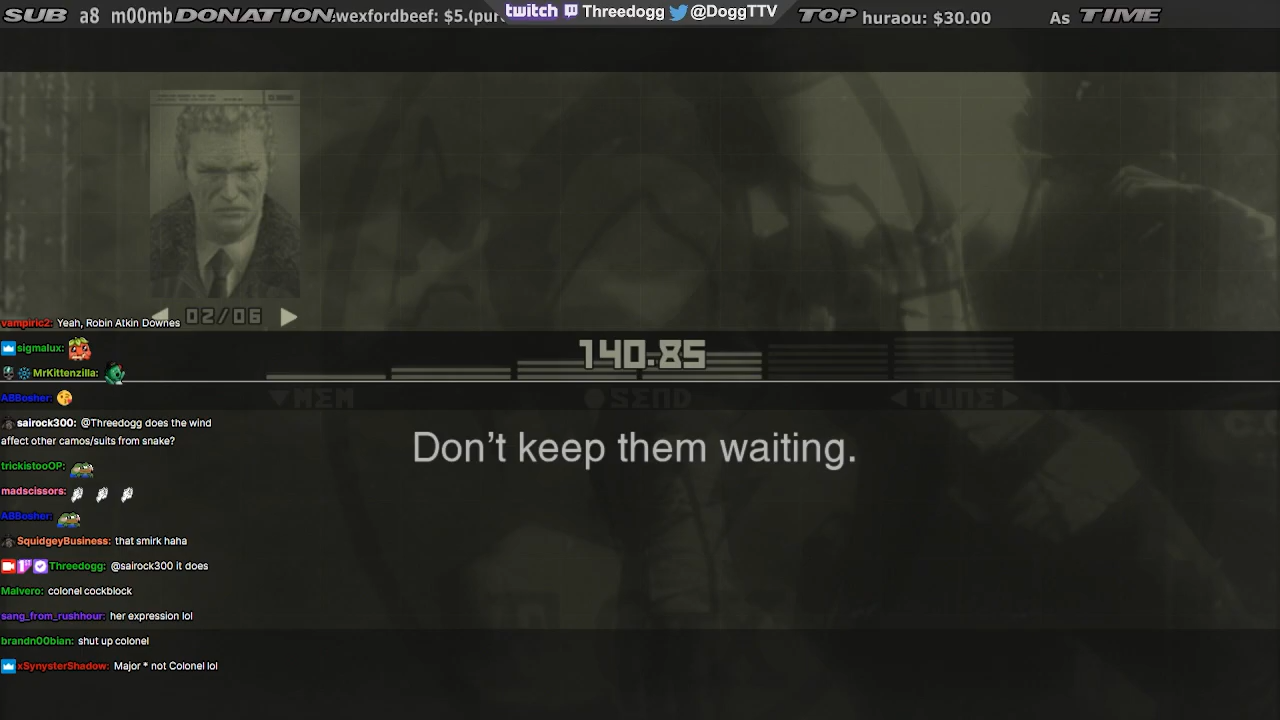 SUB a8 m00mb DONATION. wexfordbeef: $5.(pur twitch Threedogg @DoggTTV TOP huraou: $30.00 As TIME
02/06
vampiric2: Yeah, Robin Atkin Downes
sigmalux:
MrKittenzilla:
140.85
MEM SEND TUNE
ABBosher:
sairock300: @Threedogg does the wind
affect other camos/suits from snake?
Don't keep them waiting.
trickistooOP:
madscissors:
ABBosher:
SquidgeyBusiness: that smirk haha
Threedogg: @sairock300 it does
Malvero: colonel cockblock
sang_from_rushhour: her expression lol
brandn00bian: shut up colonel
xSynysterShadow: Major * not Colonel lol